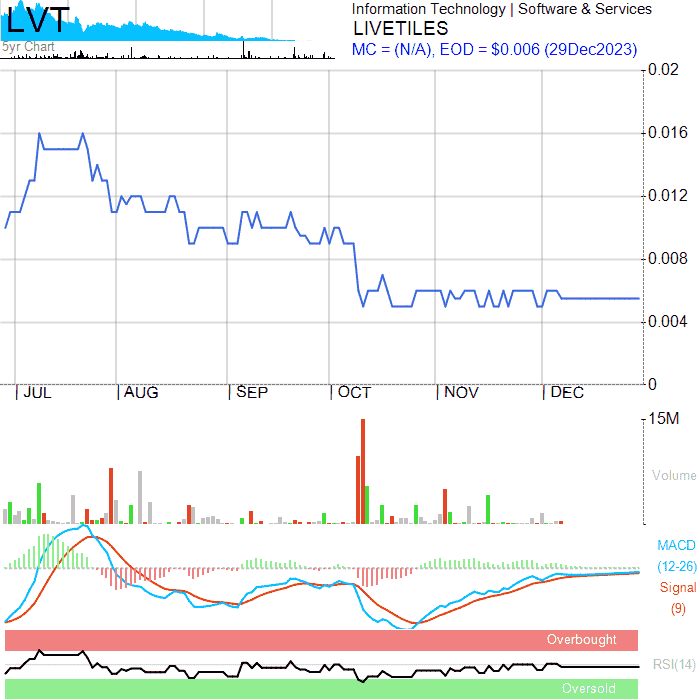 LVT
5yr Chart
Information Technology | Software & Services
LIVETILES
MC = (N/A), EOD = $0.006 (29Dec2023)
0.02
0.016
0.012
0.008
0.004
0
JUL
AUG
SEP
OCT
NOV
DEC
15M
Volume
MACD
(12-26)
Signal
(9)
Overbought
RSI(14)
Oversold